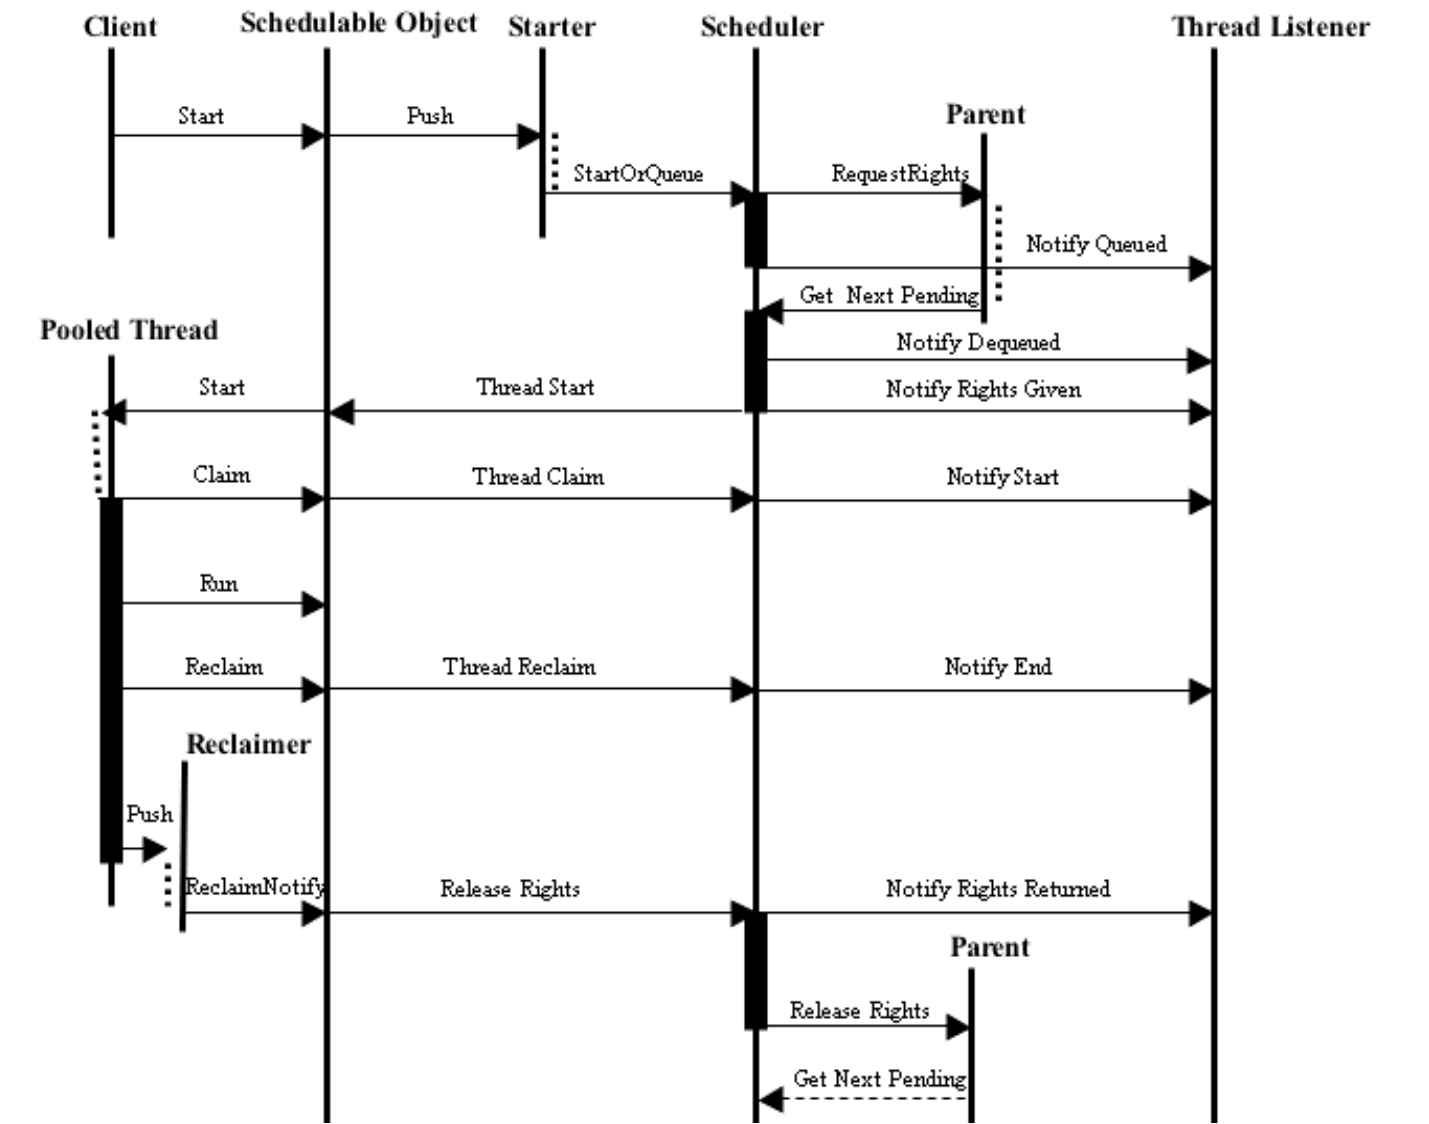 Client
Schedulable Object
Starter
Scheduler
Thread Listener
Start
Push
Parent
StartOrQueue
RequestRights
Notify Queued
Get Next Pending
Pooled Thread
Notify Dequeued
Start
Thread Start
Notify Rights Given
Claim
Thread Claim
Notify Start
Run
Reclaim
Thread Reclaim
Notify End
Reclaimer
Push
ReclaimNotify
Release Rights
Notify Rights Returned
Parent
Release Rights
Get Next Pending